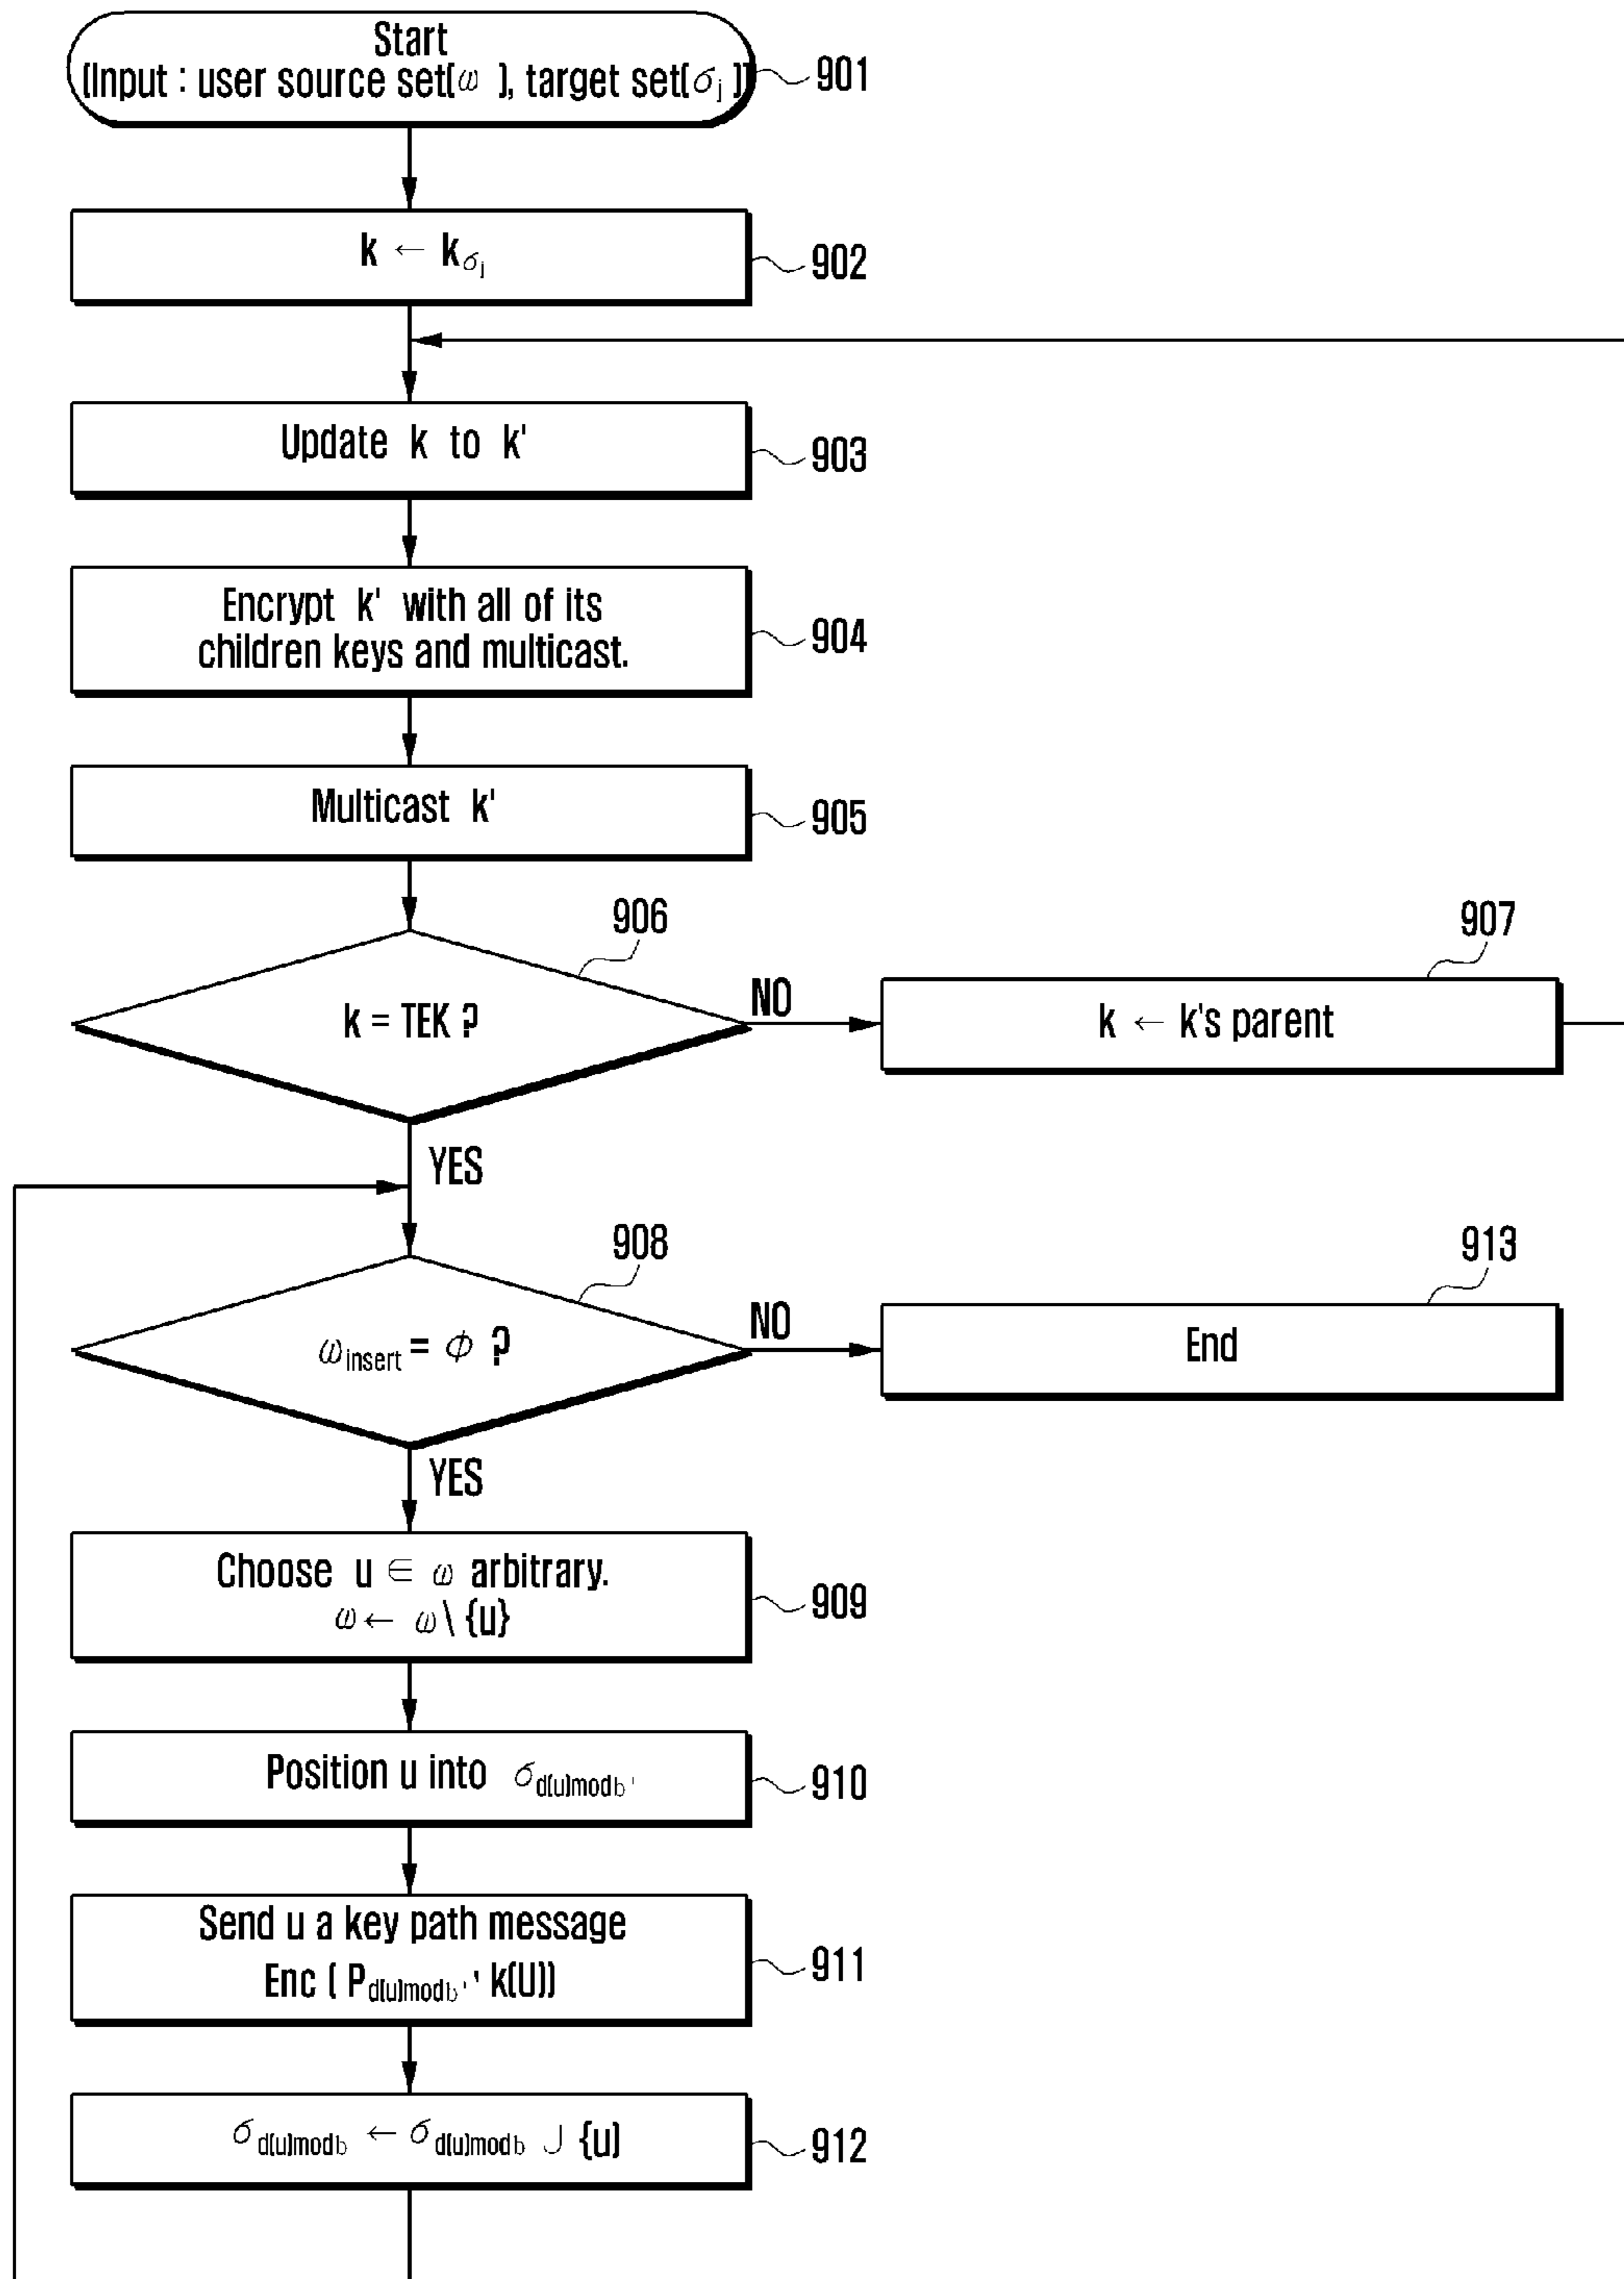 Start
(Input : user source set(ω ), target set(σj ))
901
k ← kσj
902
Update k to k'
903
Encrypt k' with all of its
children keys and multicast.
904
Multicast k'
905
906
k = TEK ?
NO
907
k ← k's parent
YES
908
ωinsert = ϕ ?
NO
913
End
YES
Choose u ∈ ω arbitrary.
ω ← ω \ {u}
909
Position u into σd(u)modb'
910
Send u a key path message
Enc ( Pd(u)modb' ' k(U))
911
σd(u)modb ← σd(u)modb ∪ {u}
912